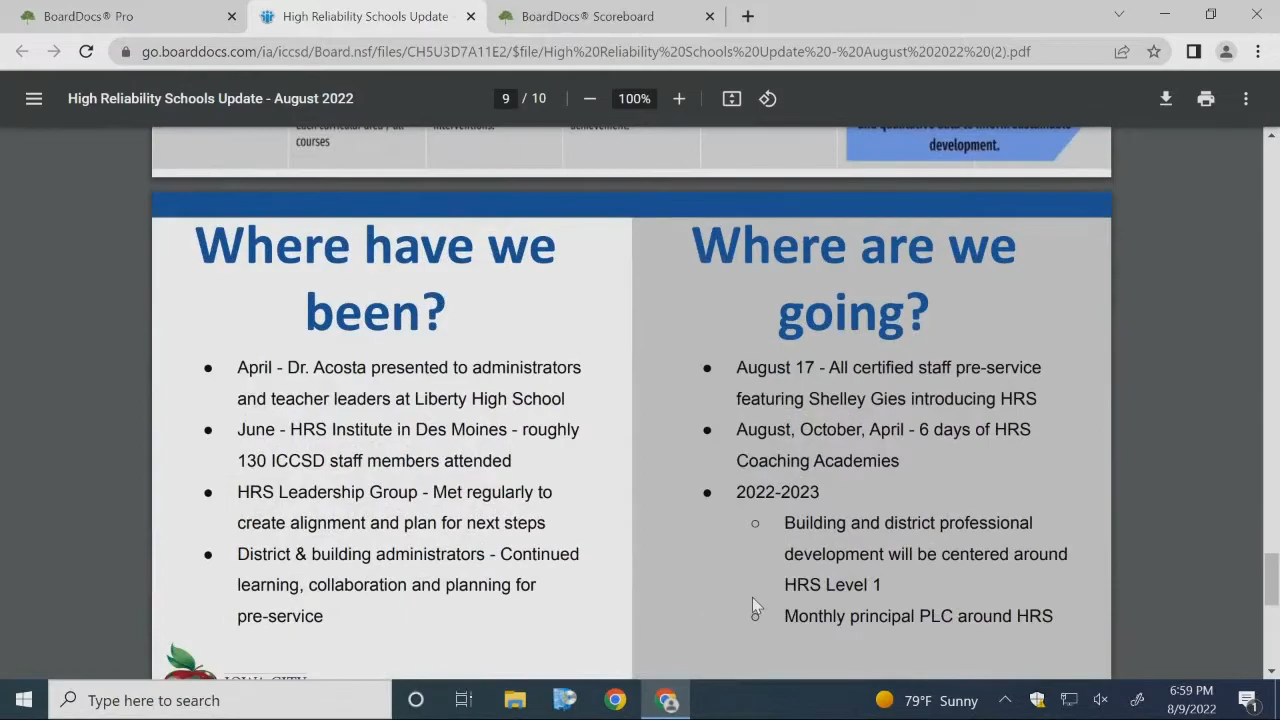 BoardDocs® Pro
High Reliability Schools Update
BoardDocs® Scoreboard
go.boarddocs.com/ia/iccsd/Board.nsf/files/CH5U3D7A11E2/$file/High%20Reliability%20Schools%20Update%20-%20August%202022%20(2).pdf
High Reliability Schools Update - August 2022
9 / 10
100%
courses
development.
Where have we
been?
● April - Dr. Acosta presented to administrators
and teacher leaders at Liberty High School
● June - HRS Institute in Des Moines - roughly
130 ICCSD staff members attended
● HRS Leadership Group - Met regularly to
create alignment and plan for next steps
● District & building administrators - Continued
learning, collaboration and planning for
pre-service
Where are we
going?
● August 17 - All certified staff pre-service
featuring Shelley Gies introducing HRS
● August, October, April - 6 days of HRS
Coaching Academies
● 2022-2023
○ Building and district professional
development will be centered around
HRS Level 1
○ Monthly principal PLC around HRS
Type here to search
79°F Sunny
6:59 PM
8/9/2022
1